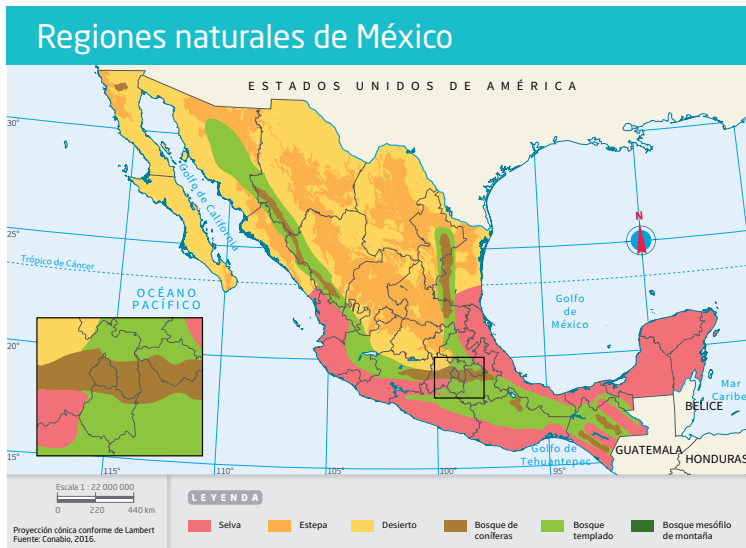 Regiones naturales de México
ESTADOS UNIDOS DE AMÉRICA
30°
Golfo de California
N
25°
Trópico de Cáncer
OCÉANO
PACÍFICO
Golfo
de
México
20°
Mar
Caribe
BELICE
GUATEMALA
HONDURAS
Golfo de
Tehuantepec
15°
115°
110°
105°
100°
95°
Escala 1 : 22 000 000
0 220 440 km
Proyección cónica conforme de Lambert
Fuente: Conabio, 2016.
LEYENDA
Selva
Estepa
Desierto
Bosque de
coníferas
Bosque
templado
Bosque mesófilo
de montaña